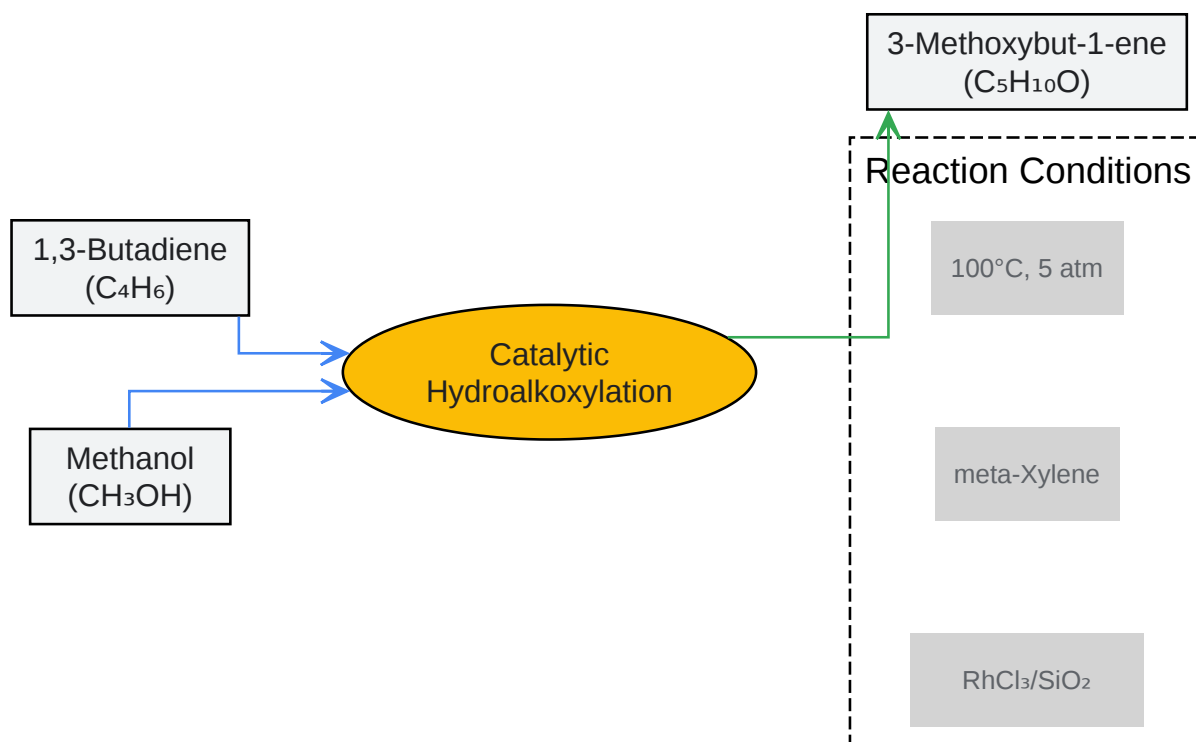 3-Methoxybut-1-ene
(C₅H₁₀O)
Reaction Conditions
1,3-Butadiene
(C₄H₆)
100°C, 5 atm
Catalytic
Hydroalkoxylation
Methanol
(CH₃OH)
meta-Xylene
RhCl₃/SiO₂